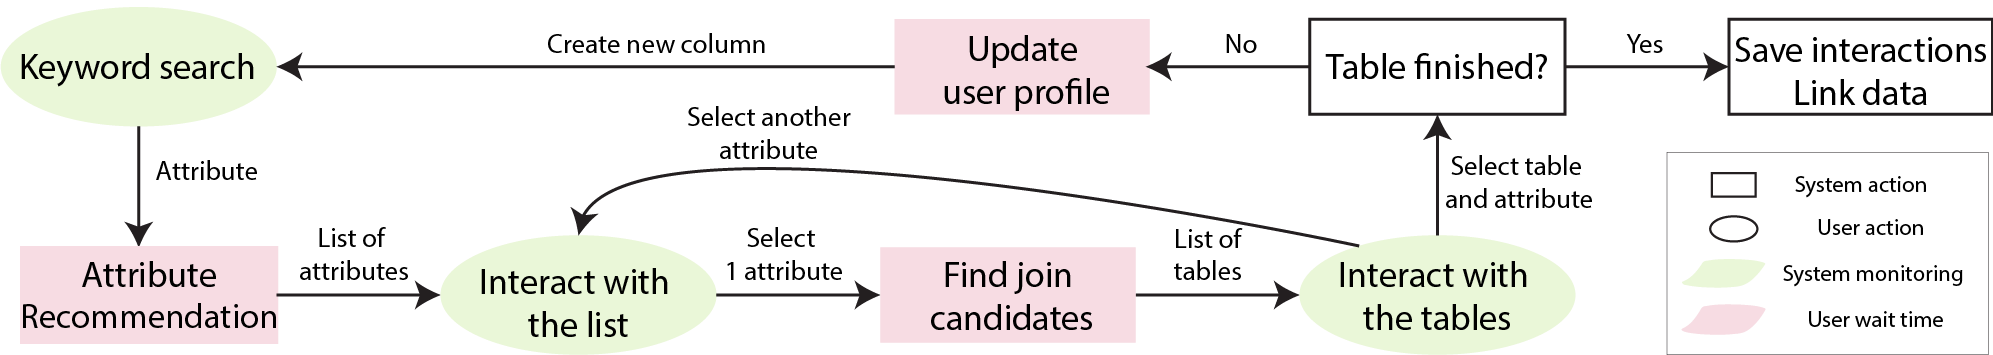 Keyword search
Create new column
Update
user profile
No
Table finished?
Yes
Save interactions
Link data
Attribute
Select another
attribute
Select table
and attribute
Attribute
Recommendation
List of
attributes
Interact with
the list
Select
1 attribute
Find join
candidates
List of
tables
Interact with
the tables
System action
User action
System monitoring
User wait time